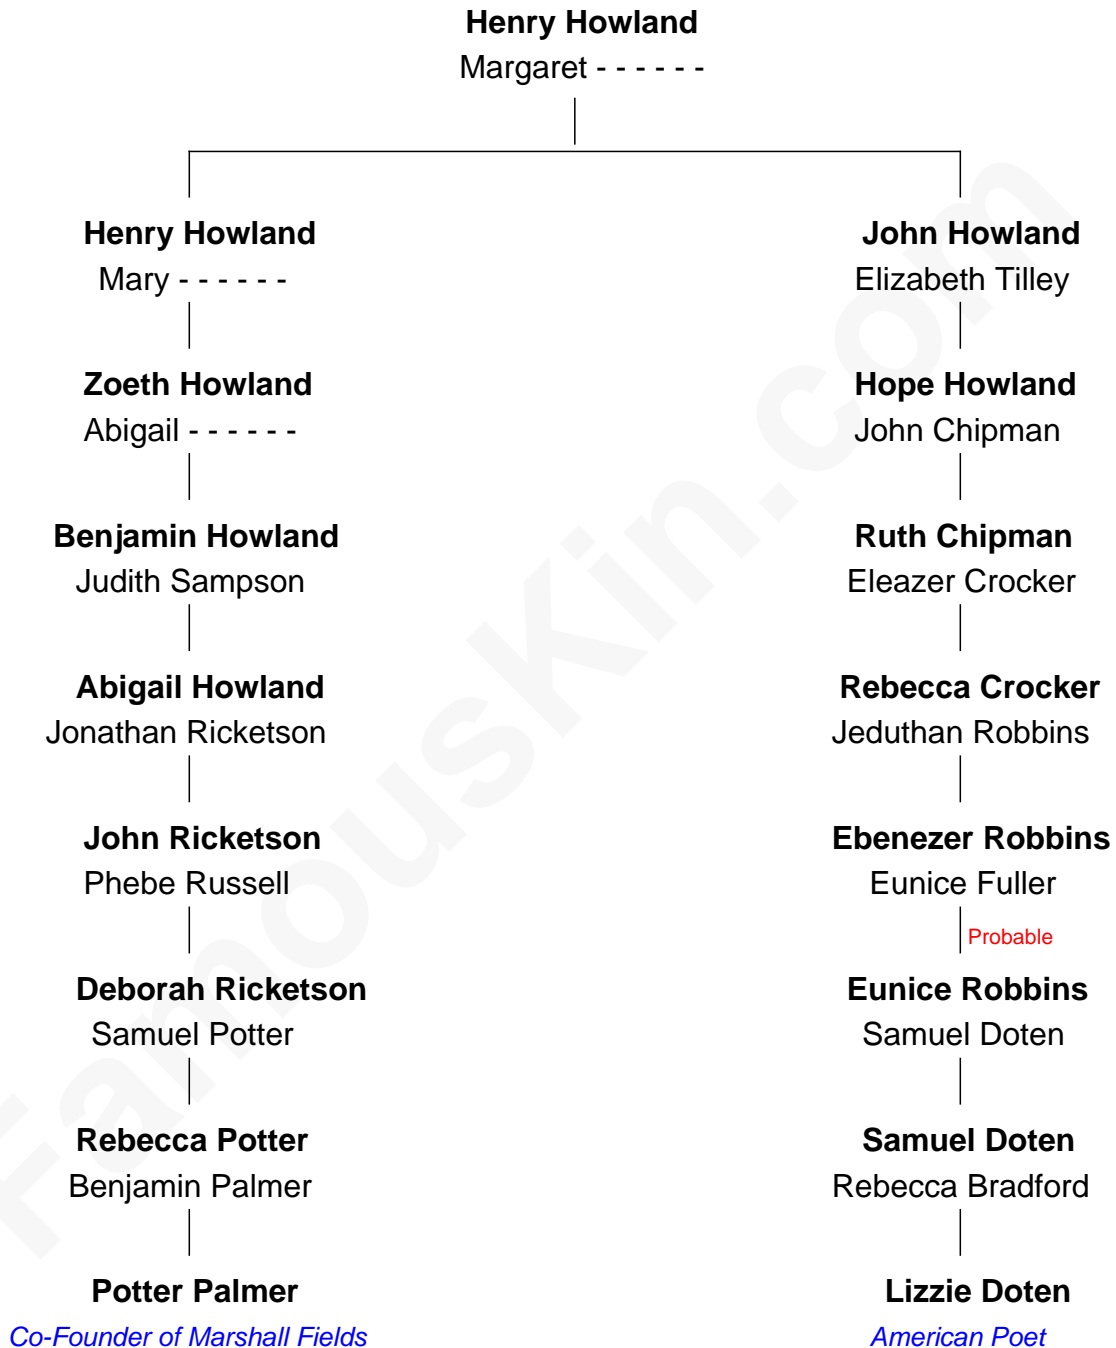 Henry Howland
Margaret - - - - - -
Henry Howland
Mary - - - - - -
John Howland
Elizabeth Tilley
Zoeth Howland
Abigail - - - - - -
Hope Howland
John Chipman
Benjamin Howland
Judith Sampson
Ruth Chipman
Eleazer Crocker
Abigail Howland
Jonathan Ricketson
Rebecca Crocker
Jeduthan Robbins
John Ricketson
Phebe Russell
Ebenezer Robbins
Eunice Fuller
Probable
Deborah Ricketson
Samuel Potter
Eunice Robbins
Samuel Doten
Rebecca Potter
Benjamin Palmer
Samuel Doten
Rebecca Bradford
Potter Palmer
Co-Founder of Marshall Fields
Lizzie Doten
American Poet
FamousKin.com